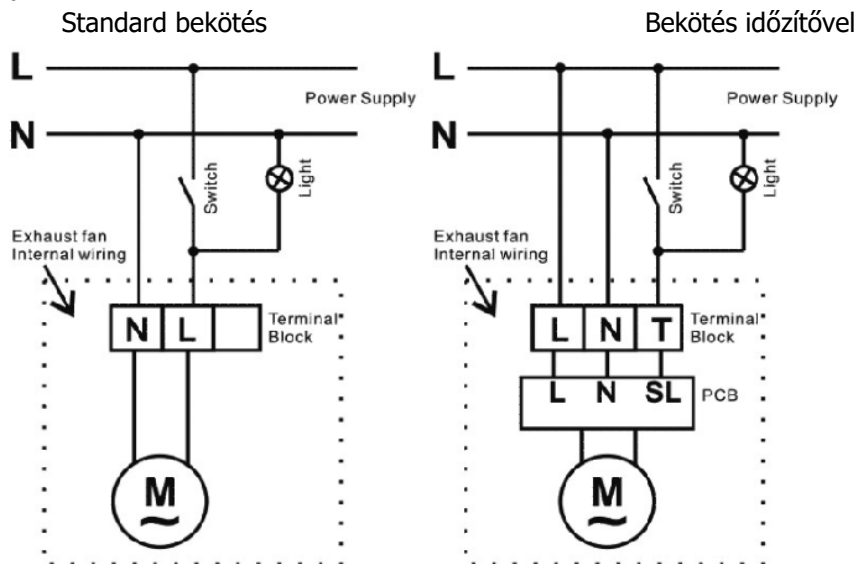 Standard bekötés
L
Power Supply
N
Switch
Light
Exhaust fan
Internal wiring
N L
Terminal
Block
M
~
Bekötés időzítővel
L
Power Supply
N
Switch
Light
Exhaust fan
Internal wiring
L N T
Terminal
Block
L N SL
PCB
M
~